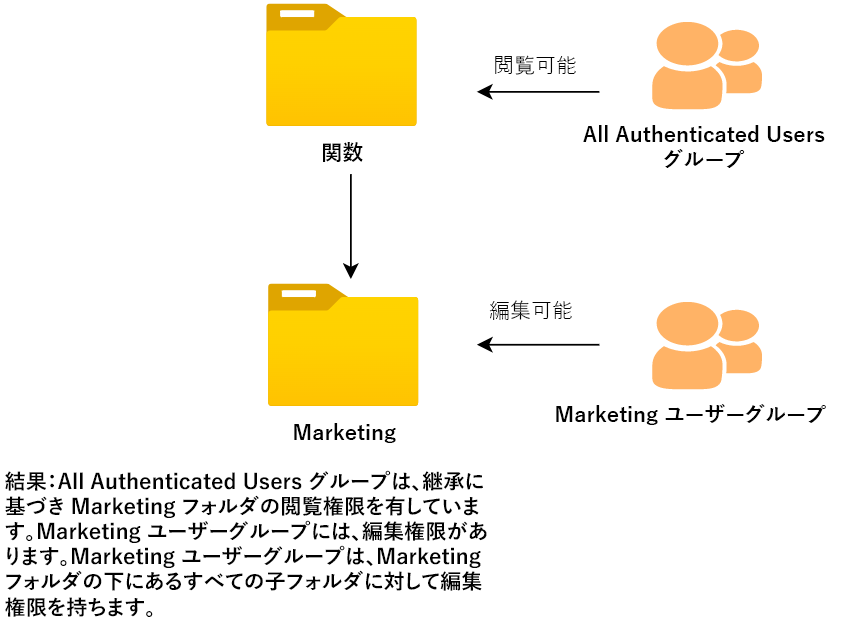 閲覧可能
All Authenticated Users
グループ
関数
編集可能
Marketing ユーザーグループ
Marketing
結果：All Authenticated Users グループは、継承に
基づき Marketing フォルダの閲覧権限を有していま
す。Marketing ユーザーグループには、編集権限があ
ります。Marketing ユーザーグループは、Marketing
フォルダの下にあるすべての子フォルダに対して編集
権限を持ちます。